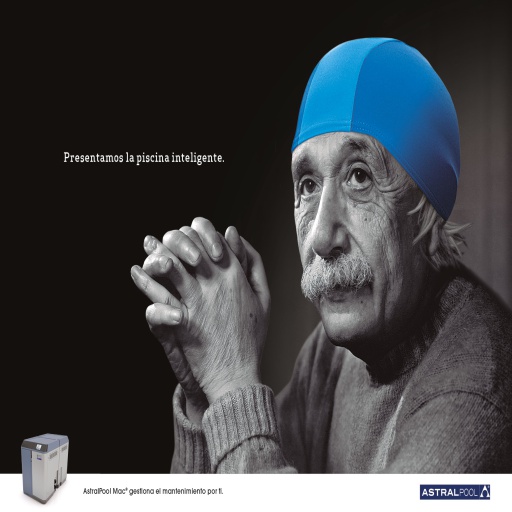 Presentamos la piscina inteligente.
AstralPool Mac® gestiona el mantenimiento por ti.
ASTRALPOOL